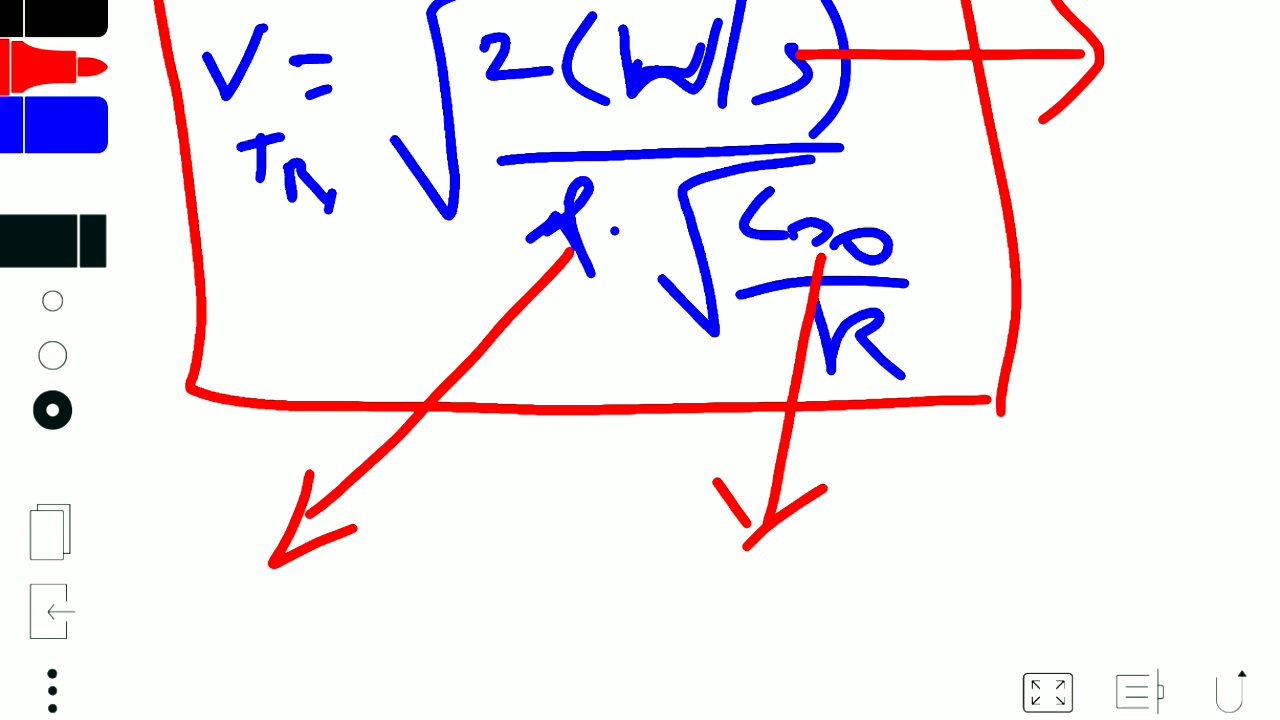 V = √(2(W/S) / (ρ · √(C_D0 / K)))
TR